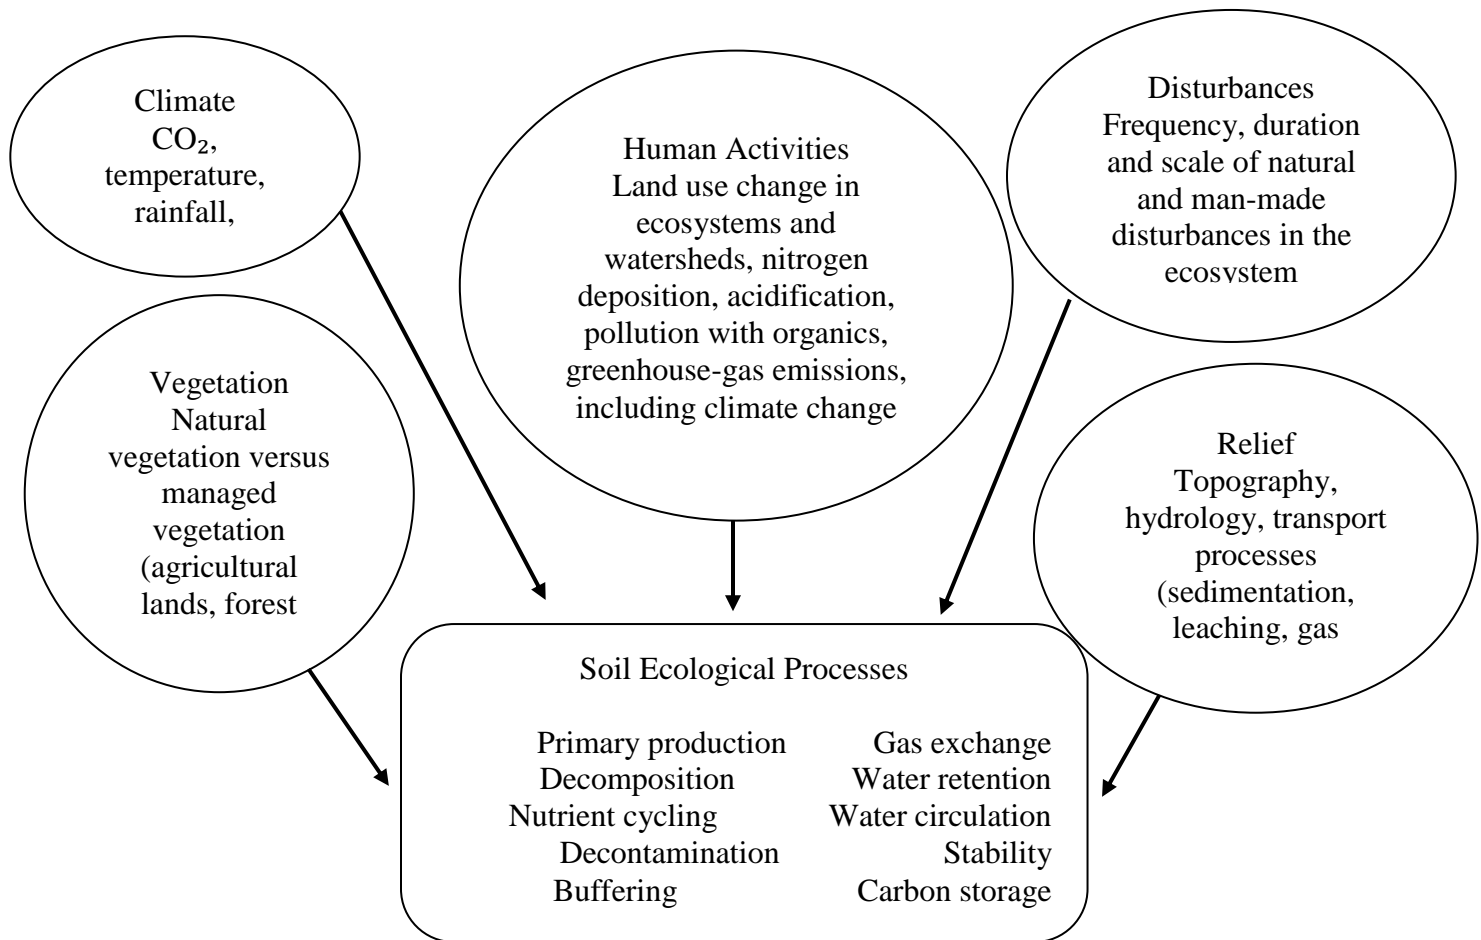 Climate
CO₂,
temperature,
rainfall,
Human Activities
Land use change in
ecosystems and
watersheds, nitrogen
deposition, acidification,
pollution with organics,
greenhouse-gas emissions,
including climate change
Disturbances
Frequency, duration
and scale of natural
and man-made
disturbances in the
ecosystem
Vegetation
Natural
vegetation versus
managed
vegetation
(agricultural
lands, forest
Relief
Topography,
hydrology, transport
processes
(sedimentation,
leaching, gas
Soil Ecological Processes
Primary production Gas exchange
Decomposition Water retention
Nutrient cycling Water circulation
Decontamination Stability
Buffering Carbon storage